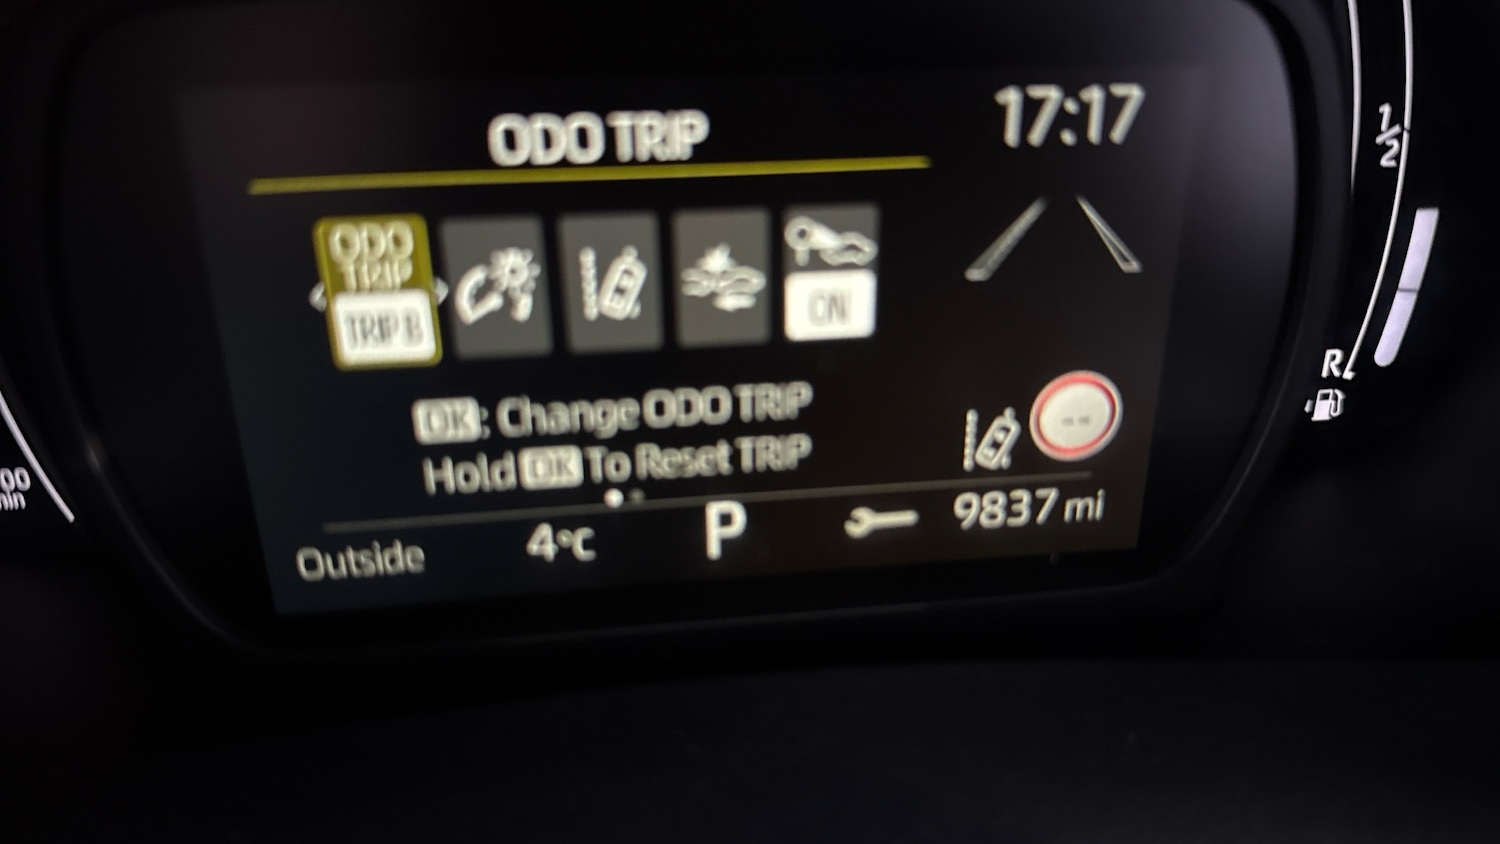 ODO TRIP
17:17
1/2
ODO
TRIP
TRIP B
ON
OK: Change ODO TRIP
Hold OK To Reset TRIP
-- 
R
Outside 4°C P 9837 mi